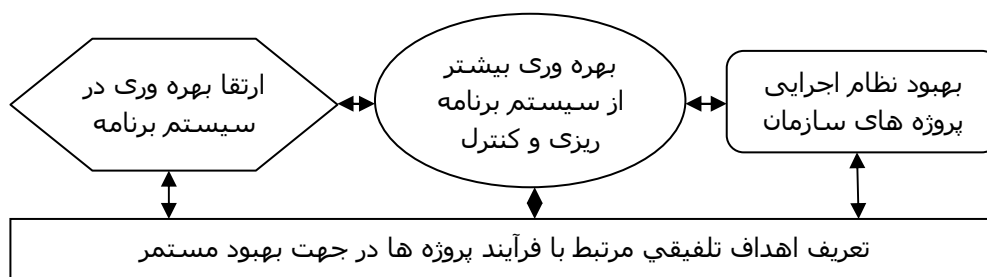 بهبود نظام اجرایی
پروژه های سازمان
بهره وری بیشتر
از سیستم برنامه
ریزی و کنترل
ارتقا بهره وری در
سیستم برنامه
تعریف اهداف تلفیقي مرتبط با فرآیند پروژه ها در جهت بهبود مستمر